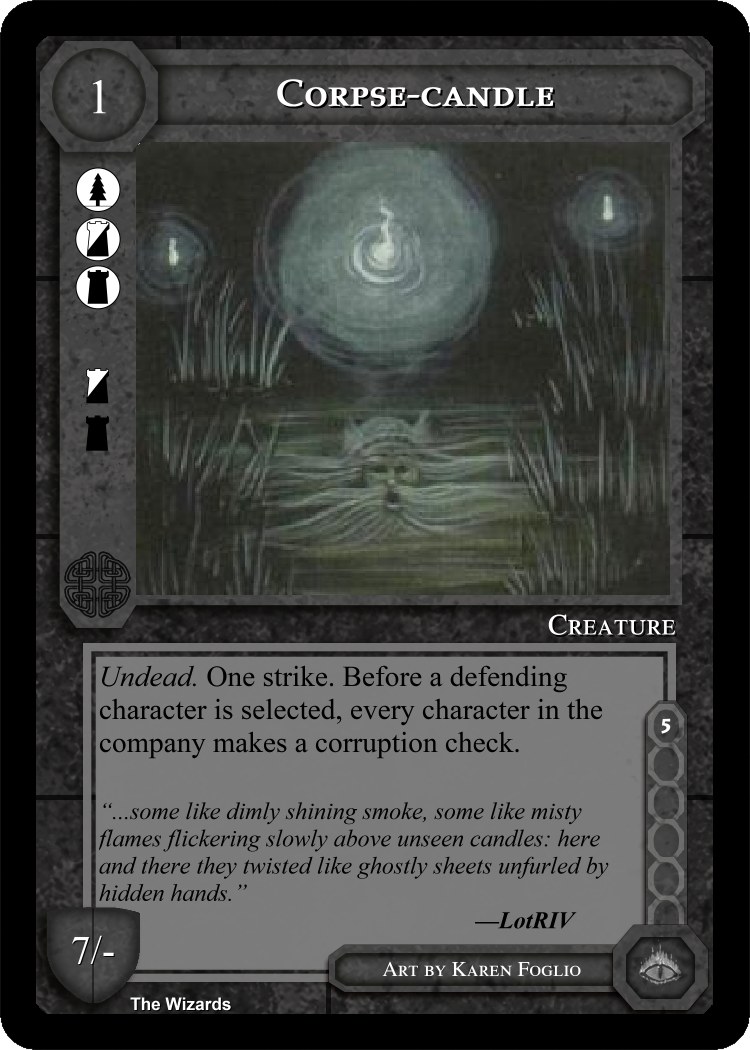 1
CORPSE-CANDLE
CREATURE
Undead. One strike. Before a defending
character is selected, every character in the
company makes a corruption check.
5
“...some like dimly shining smoke, some like misty
flames flickering slowly above unseen candles: here
and there they twisted like ghostly sheets unfurled by
hidden hands.”
—LotRIV
7/-
ART BY KAREN FOGLIO
The Wizards